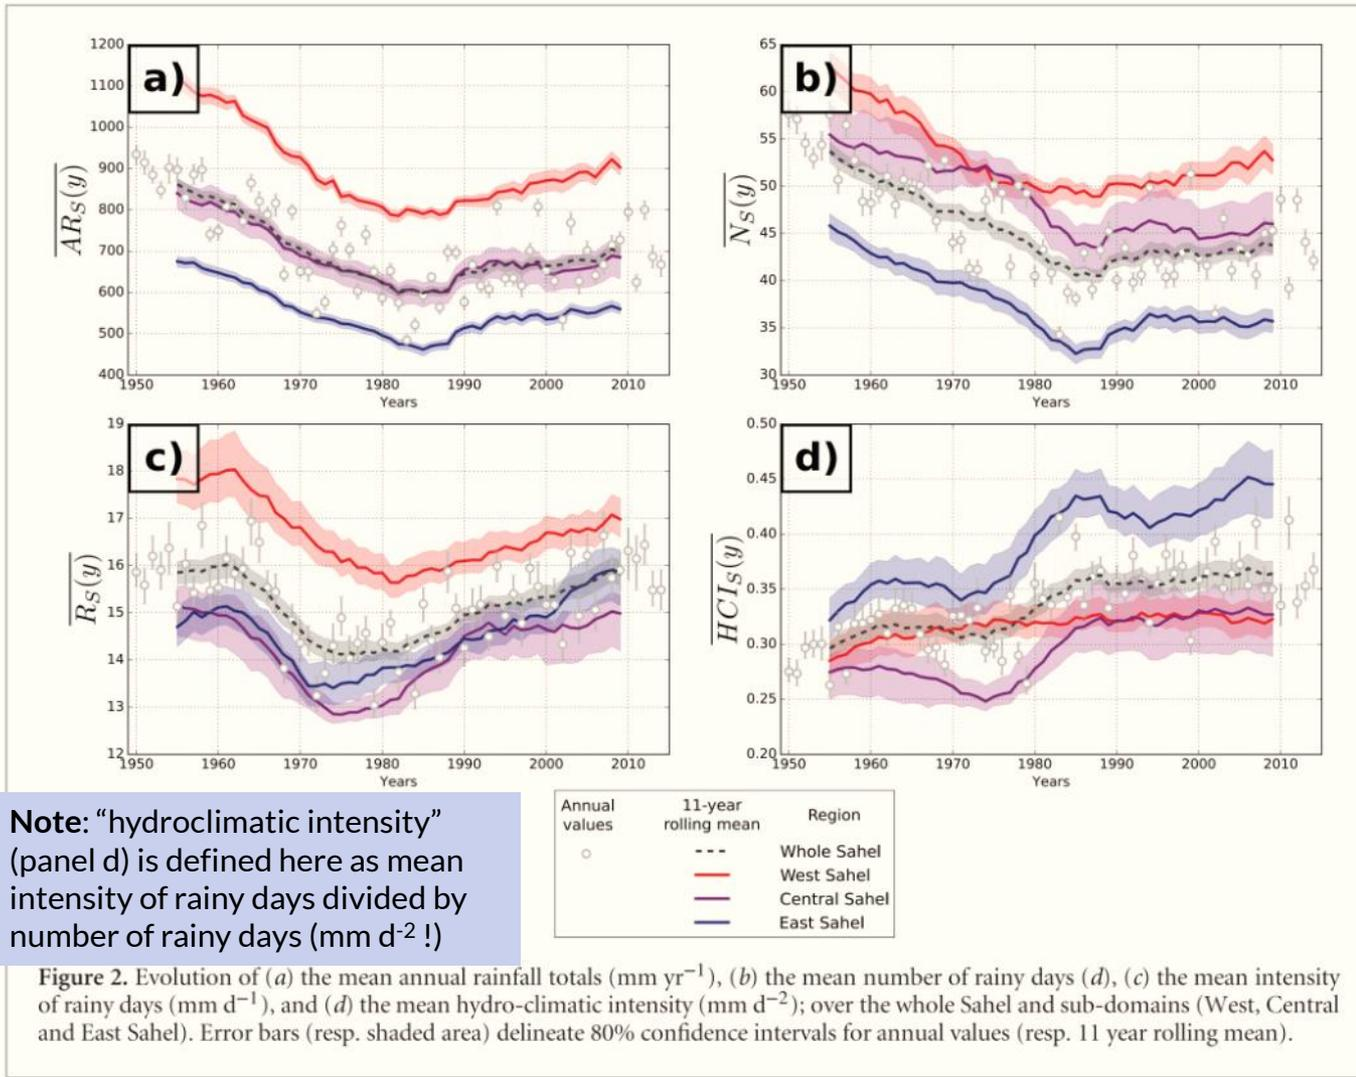 a)
1200
1100
1000
900
800
700
600
500
400
1950 1960 1970 1980 1990 2000 2010
Years
AR_S(y)
b)
65
60
55
50
45
40
35
30
1950 1960 1970 1980 1990 2000 2010
Years
N_S(y)
c)
19
18
17
16
15
14
13
12
1950 1960 1970 1980 1990 2000 2010
Years
R_S(y)
d)
0.50
0.45
0.40
0.35
0.30
0.25
0.20
1950 1960 1970 1980 1990 2000 2010
Years
HCI_S(y)
Note: “hydroclimatic intensity”
(panel d) is defined here as mean
intensity of rainy days divided by
number of rainy days (mm d⁻² !)
Annual values
11-year rolling mean
Region
Whole Sahel
West Sahel
Central Sahel
East Sahel
Figure 2. Evolution of (a) the mean annual rainfall totals (mm yr⁻¹), (b) the mean number of rainy days (d), (c) the mean intensity
of rainy days (mm d⁻¹), and (d) the mean hydro-climatic intensity (mm d⁻²); over the whole Sahel and sub-domains (West, Central
and East Sahel). Error bars (resp. shaded area) delineate 80% confidence intervals for annual values (resp. 11 year rolling mean).